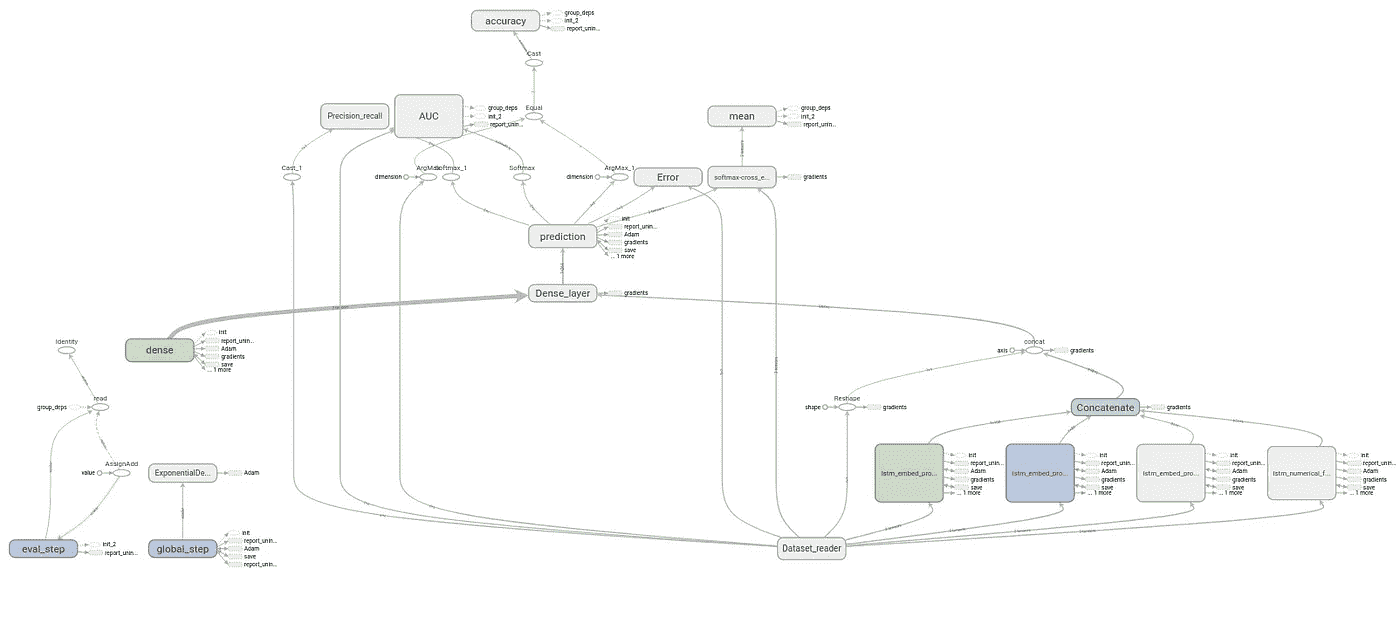 accuracy
group_deps
init_2
report_unin...
Cast
Equal
Precision_recall
AUC
group_deps
init_2
report_unin...
mean
group_deps
init_2
report_unin...
Cast_1
dimension
Softmax
dimension
ArgMax_1
Error
softmax-cross_e...
gradients
prediction
init
report_unin...
Adam
gradients
save
... 1 more
Dense_layer
gradients
dense
init
report_unin...
Adam
gradients
save
... 1 more
Identity
read
group_deps
AssignAdd
value
ExponentialDe...
Adam
eval_step
init_2
report_unin...
global_step
init
report_unin...
Adam
save
report_unin...
concat
axis
gradients
Reshape
shape
gradients
Concatenate
gradients
lstm_embed_pro...
init
report_unin...
Adam
gradients
save
... 1 more
lstm_embed_pro...
init
report_unin...
Adam
gradients
save
... 1 more
lstm_embed_pro...
init
report_unin...
Adam
gradients
save
... 1 more
lstm_numerical_f...
init
report_unin...
Adam
gradients
save
... 1 more
Dataset_reader